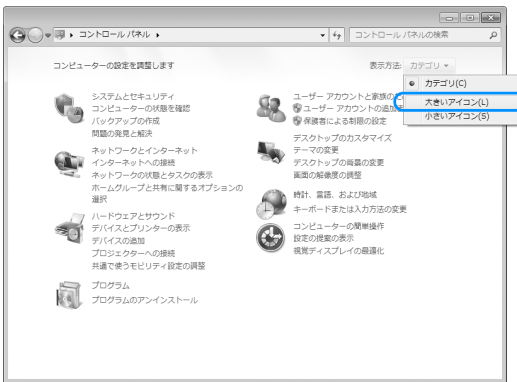 コントロール パネル
コントロール パネルの検索
コンピューターの設定を調整します
表示方法: カテゴリ
カテゴリ(C)
大きいアイコン(L)
小さいアイコン(S)
システムとセキュリティ
コンピューターの状態を確認
バックアップの作成
問題の発見と解決
ネットワークとインターネット
インターネットへの接続
ネットワークの状態とタスクの表示
ホームグループと共有に関するオプションの
選択
ハードウェアとサウンド
デバイスとプリンターの表示
デバイスの追加
プロジェクターへの接続
共通で使うモビリティ設定の調整
プログラム
プログラムのアンインストール
ユーザー アカウントと家族の
ユーザー アカウントの追加
保護者による制限の設定
デスクトップのカスタマイズ
テーマの変更
デスクトップの背景の変更
画面の解像度の調整
時計、言語、および地域
キーボードまたは入力方法の変更
コンピューターの簡単操作
設定の提案の表示
視覚ディスプレイの最適化